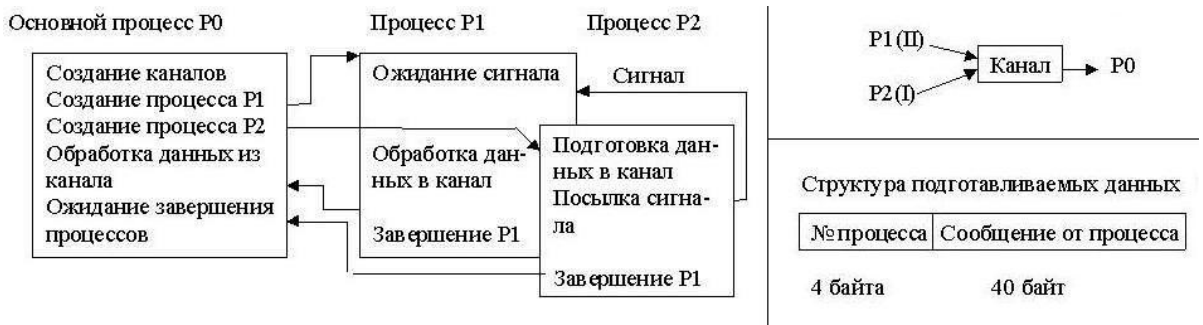 Основной процесс P0
Процесс P1
Процесс P2
Создание каналов
Создание процесса P1
Создание процесса P2
Обработка данных из
канала
Ожидание завершения
процессов
Ожидание сигнала
Обработка дан-
ных в канал
Завершение P1
Сигнал
Подготовка дан-
ных в канал
Посылка сигна-
ла
Завершение P1
P1(II)
P2(I)
Канал
P0
Структура подготавливаемых данных
№процесса Сообщение от процесса
4 байта 40 байт